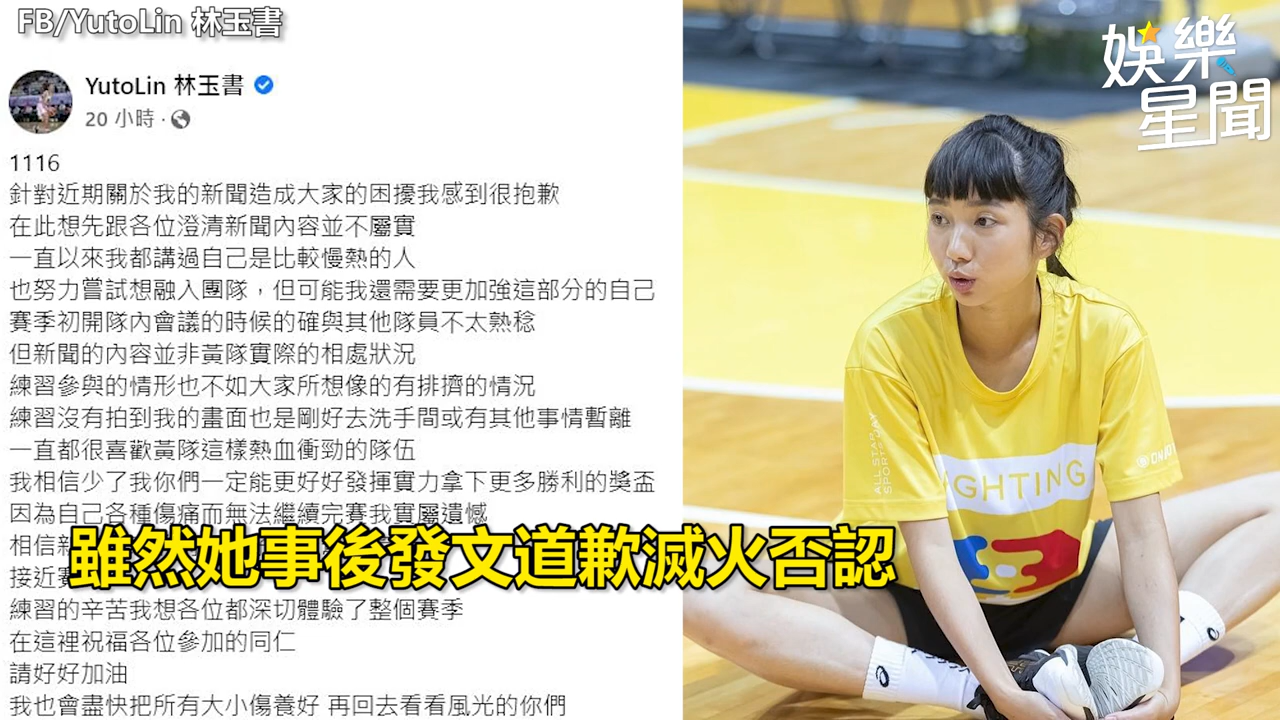 FB/YutoLin 林玉書
YutoLin 林玉書
20 小時
1116
針對近期關於我的新聞造成大家的困擾我感到很抱歉
在此想先跟各位澄清新聞內容並不屬實
一直以來我都講過自己是比較慢熱的人
也努力嘗試想融入團隊，但可能我還需要更加強這部分的自己
賽季初開隊內會議的時候的確與其他隊員不太熟稔
但新聞的內容並非黃隊實際的相處狀況
練習參與的情形也不如大家所想像的有排擠的情況
練習沒有拍到我的畫面也是剛好去洗手間或有其他事情暫離
一直都很喜歡黃隊這樣熱血衝勁的隊伍
我相信少了我你們一定能更好好發揮實力拿下更多勝利的獎盃
因為自己各種傷痛而無法繼續完賽我實屬遺憾
相信
接近
練習的辛苦我想各位都深切體驗了整個賽季
在這裡祝福各位參加的同仁
請好好加油
我也會盡快把所有大小傷養好 再回去看看風光的你們
雖然她事後發文道歉滅火否認
娛樂
星聞
ALL STAR
SPORTS DAY
IGHTING